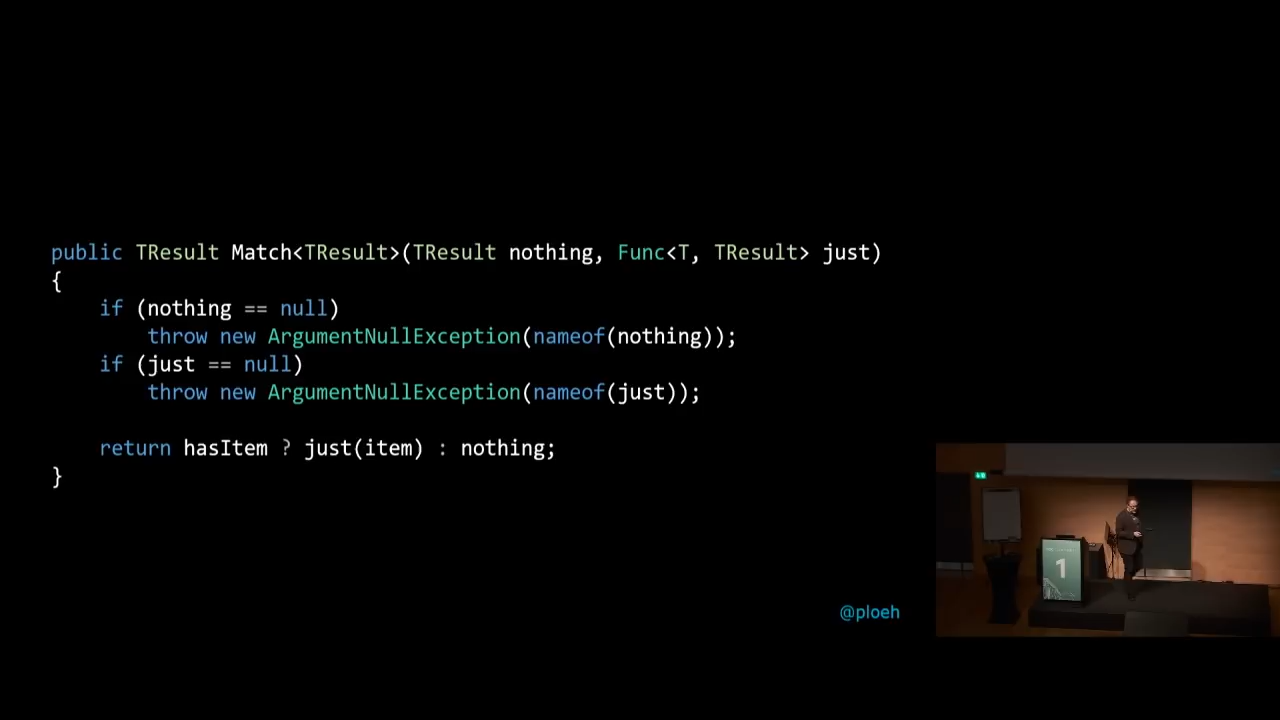 public TResult Match<TResult>(TResult nothing, Func<T, TResult> just)
{
    if (nothing == null)
        throw new ArgumentNullException(nameof(nothing));
    if (just == null)
        throw new ArgumentNullException(nameof(just));

    return hasItem ? just(item) : nothing;
}
@ploeh
1